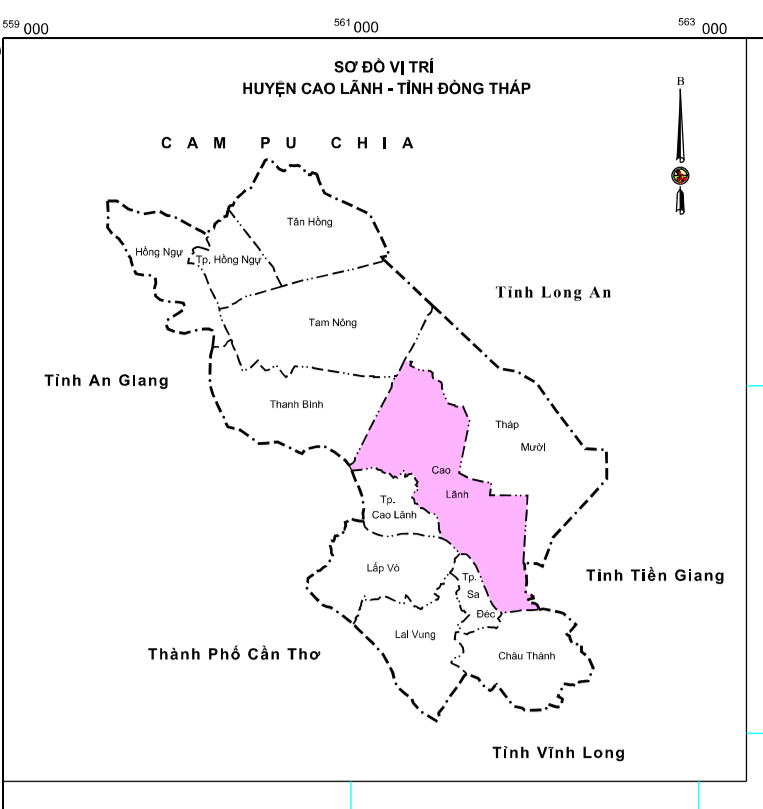 559 000
561 000
563 000
SƠ ĐỒ VỊ TRÍ
HUYỆN CAO LÃNH - TỈNH ĐỒNG THÁP
B
CAM PU CHIA
Tân Hồng
Hồng Ngự
Tp. Hồng Ngự
Tỉnh Long An
Tam Nông
Tỉnh An Giang
Thanh Bình
Tháp
Mười
Cao
Lãnh
Tp.
Cao Lãnh
Lấp Vò
Tp.
Sa
Đéc
Tỉnh Tiền Giang
Lai Vung
Thành Phố Cần Thơ
Châu Thành
Tỉnh Vĩnh Long